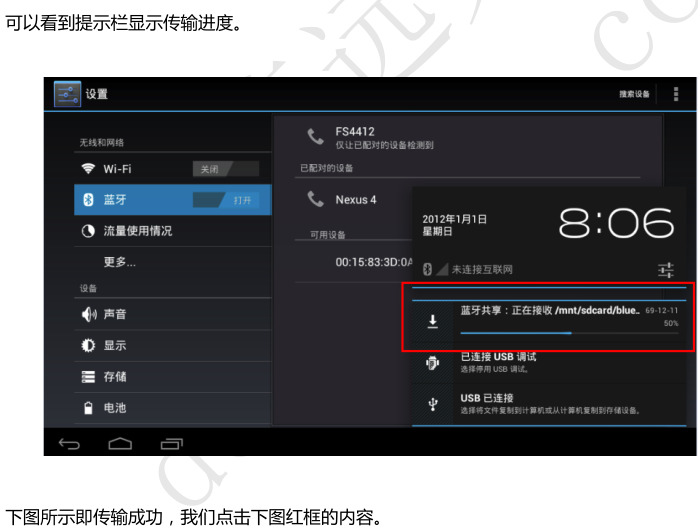 可以看到提示栏显示传输进度。
设置
搜索设备
无线和网络
Wi-Fi
关闭
蓝牙
打开
流量使用情况
更多...
设备
声音
显示
存储
电池
FS4412
仅让已配对的设备检测到
已配对的设备
Nexus 4
可用设备
00:15:83:3D:0A
2012年1月1日
星期日
8:06
未连接互联网
蓝牙共享：正在接收 /mnt/sdcard/blue.. 69-12-11
50%
已连接 USB 调试
选择停用 USB 调试。
USB 已连接
选择将文件复制到计算机或从计算机复制到存储设备。
下图所示即传输成功，我们点击下图红框的内容。